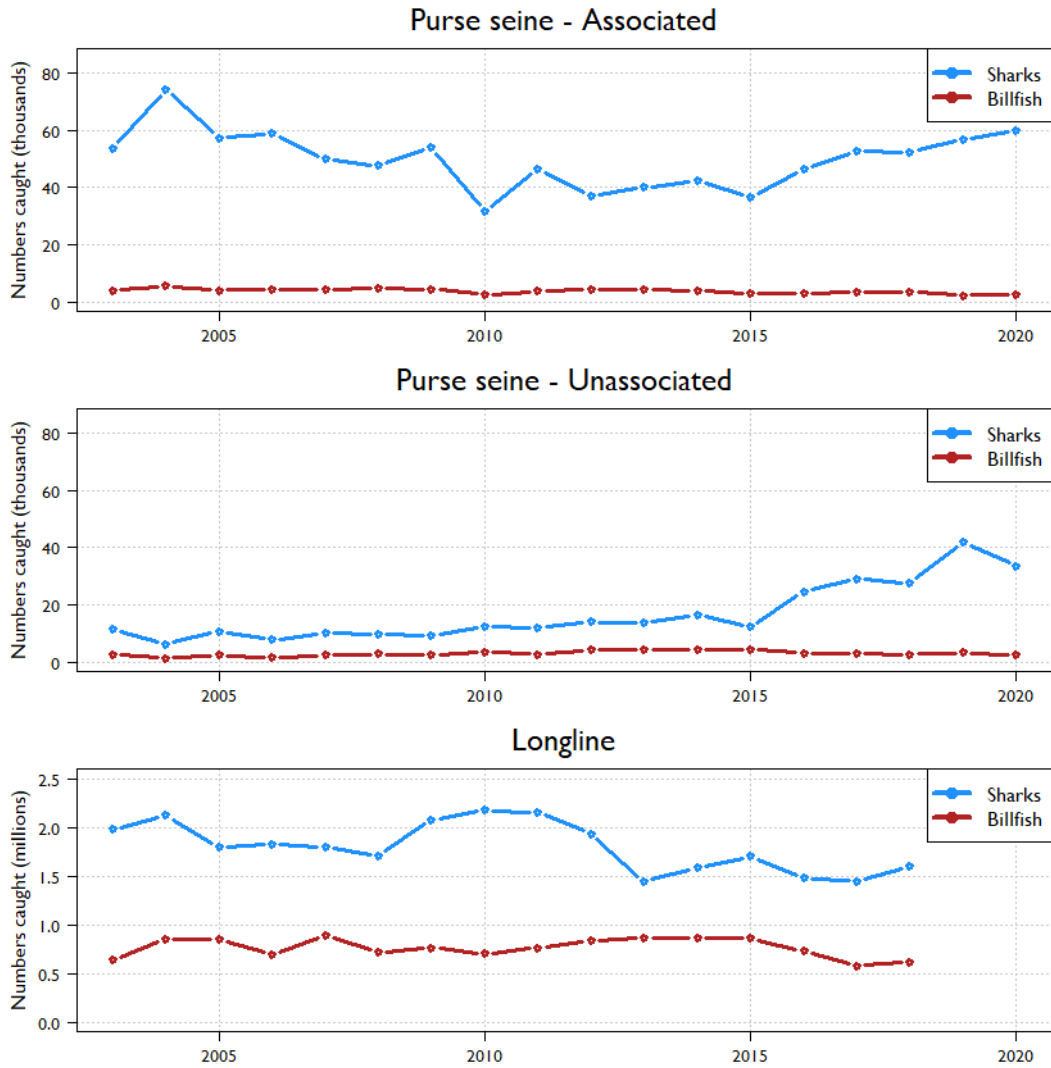 Purse seine - Associated
Numbers caught (thousands)
80
60
40
20
0
Sharks
Billfish
2005
2010
2015
2020
Purse seine - Unassociated
Numbers caught (thousands)
80
60
40
20
0
Sharks
Billfish
2005
2010
2015
2020
Longline
Numbers caught (millions)
2.5
2.0
1.5
1.0
0.5
0.0
Sharks
Billfish
2005
2010
2015
2020